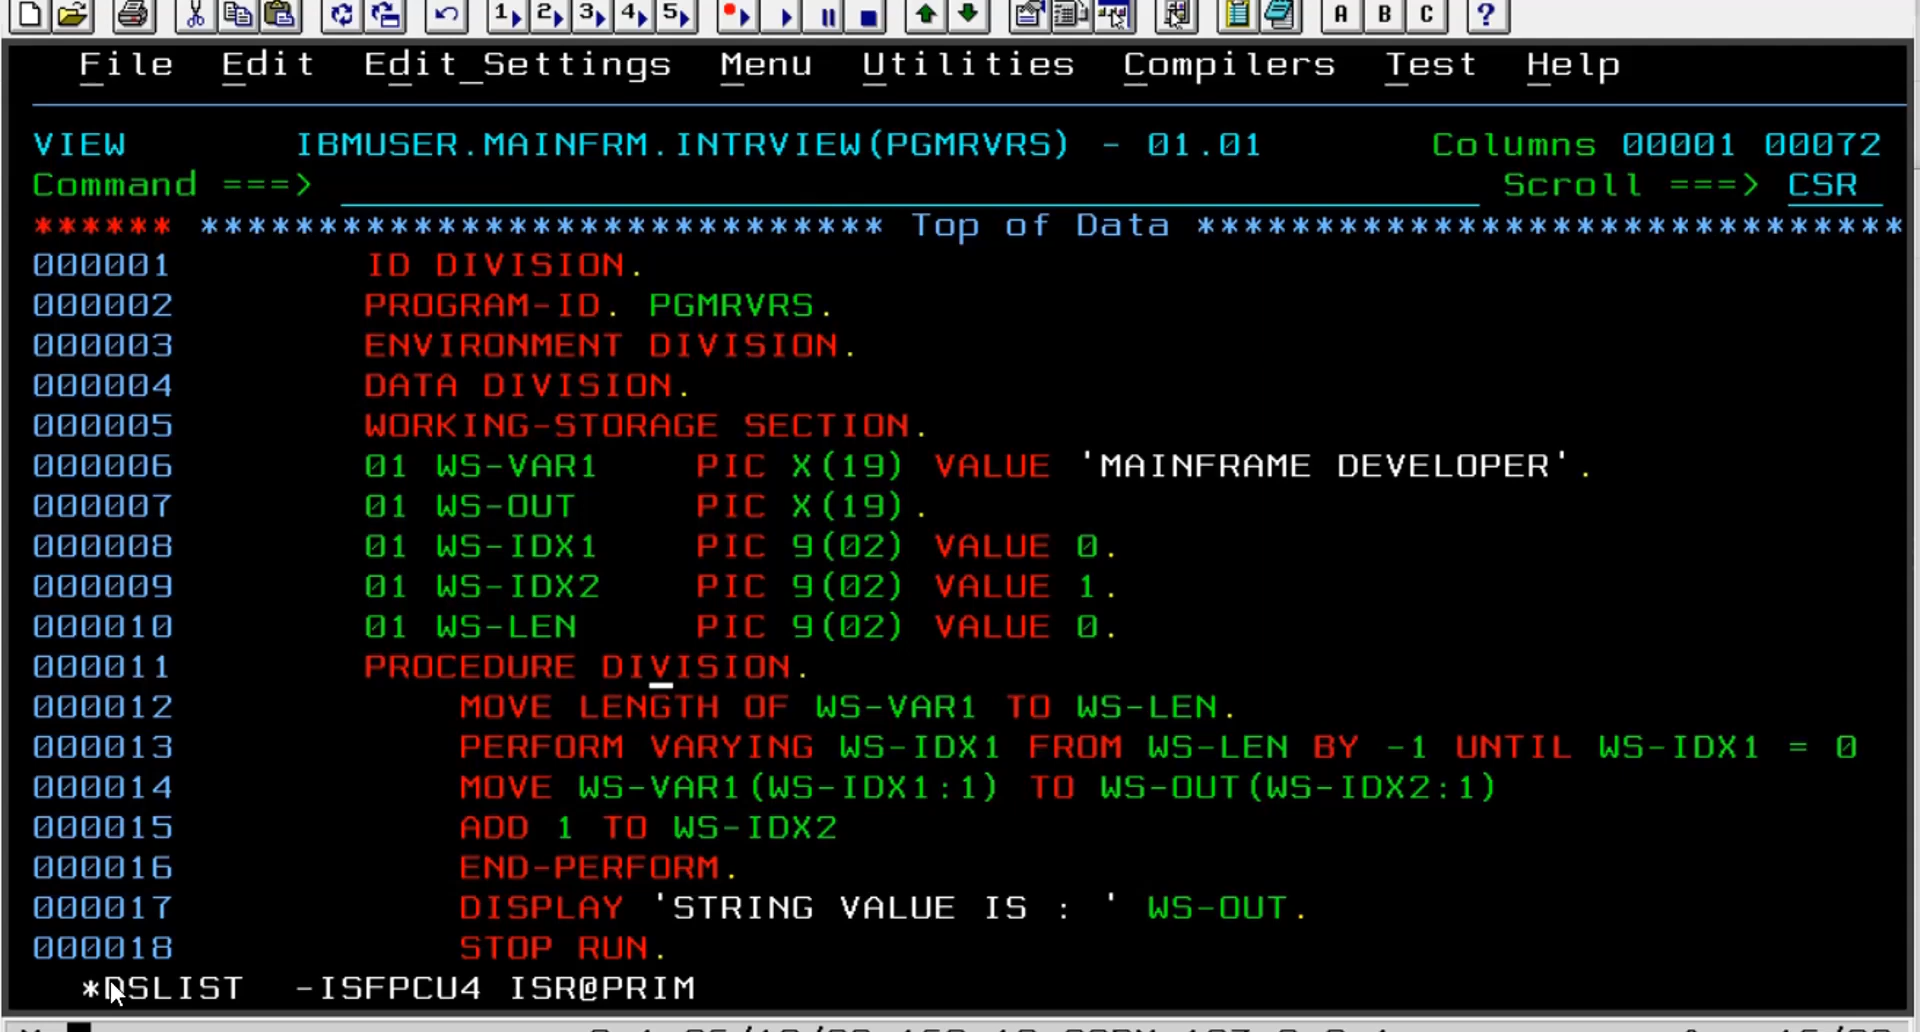 1 2 3 4 5 A B C ?
File Edit Edit_Settings Menu Utilities Compilers Test Help
VIEW IBMUSER.MAINFRM.INTRVIEW(PGMRVRS) - 01.01 Columns 00001 00072
Command ===> Scroll ===> CSR
****** ***************************** Top of Data ******************************
000001 ID DIVISION.
000002 PROGRAM-ID. PGMRVRS.
000003 ENVIRONMENT DIVISION.
000004 DATA DIVISION.
000005 WORKING-STORAGE SECTION.
000006 01 WS-VAR1 PIC X(19) VALUE 'MAINFRAME DEVELOPER'.
000007 01 WS-OUT PIC X(19).
000008 01 WS-IDX1 PIC 9(02) VALUE 0.
000009 01 WS-IDX2 PIC 9(02) VALUE 1.
000010 01 WS-LEN PIC 9(02) VALUE 0.
000011 PROCEDURE DIVISION.
000012 MOVE LENGTH OF WS-VAR1 TO WS-LEN.
000013 PERFORM VARYING WS-IDX1 FROM WS-LEN BY -1 UNTIL WS-IDX1 = 0
000014 MOVE WS-VAR1(WS-IDX1:1) TO WS-OUT(WS-IDX2:1)
000015 ADD 1 TO WS-IDX2
000016 END-PERFORM.
000017 DISPLAY 'STRING VALUE IS : ' WS-OUT.
000018 STOP RUN.
*DSLIST -ISFPCU4 ISR@PRIM